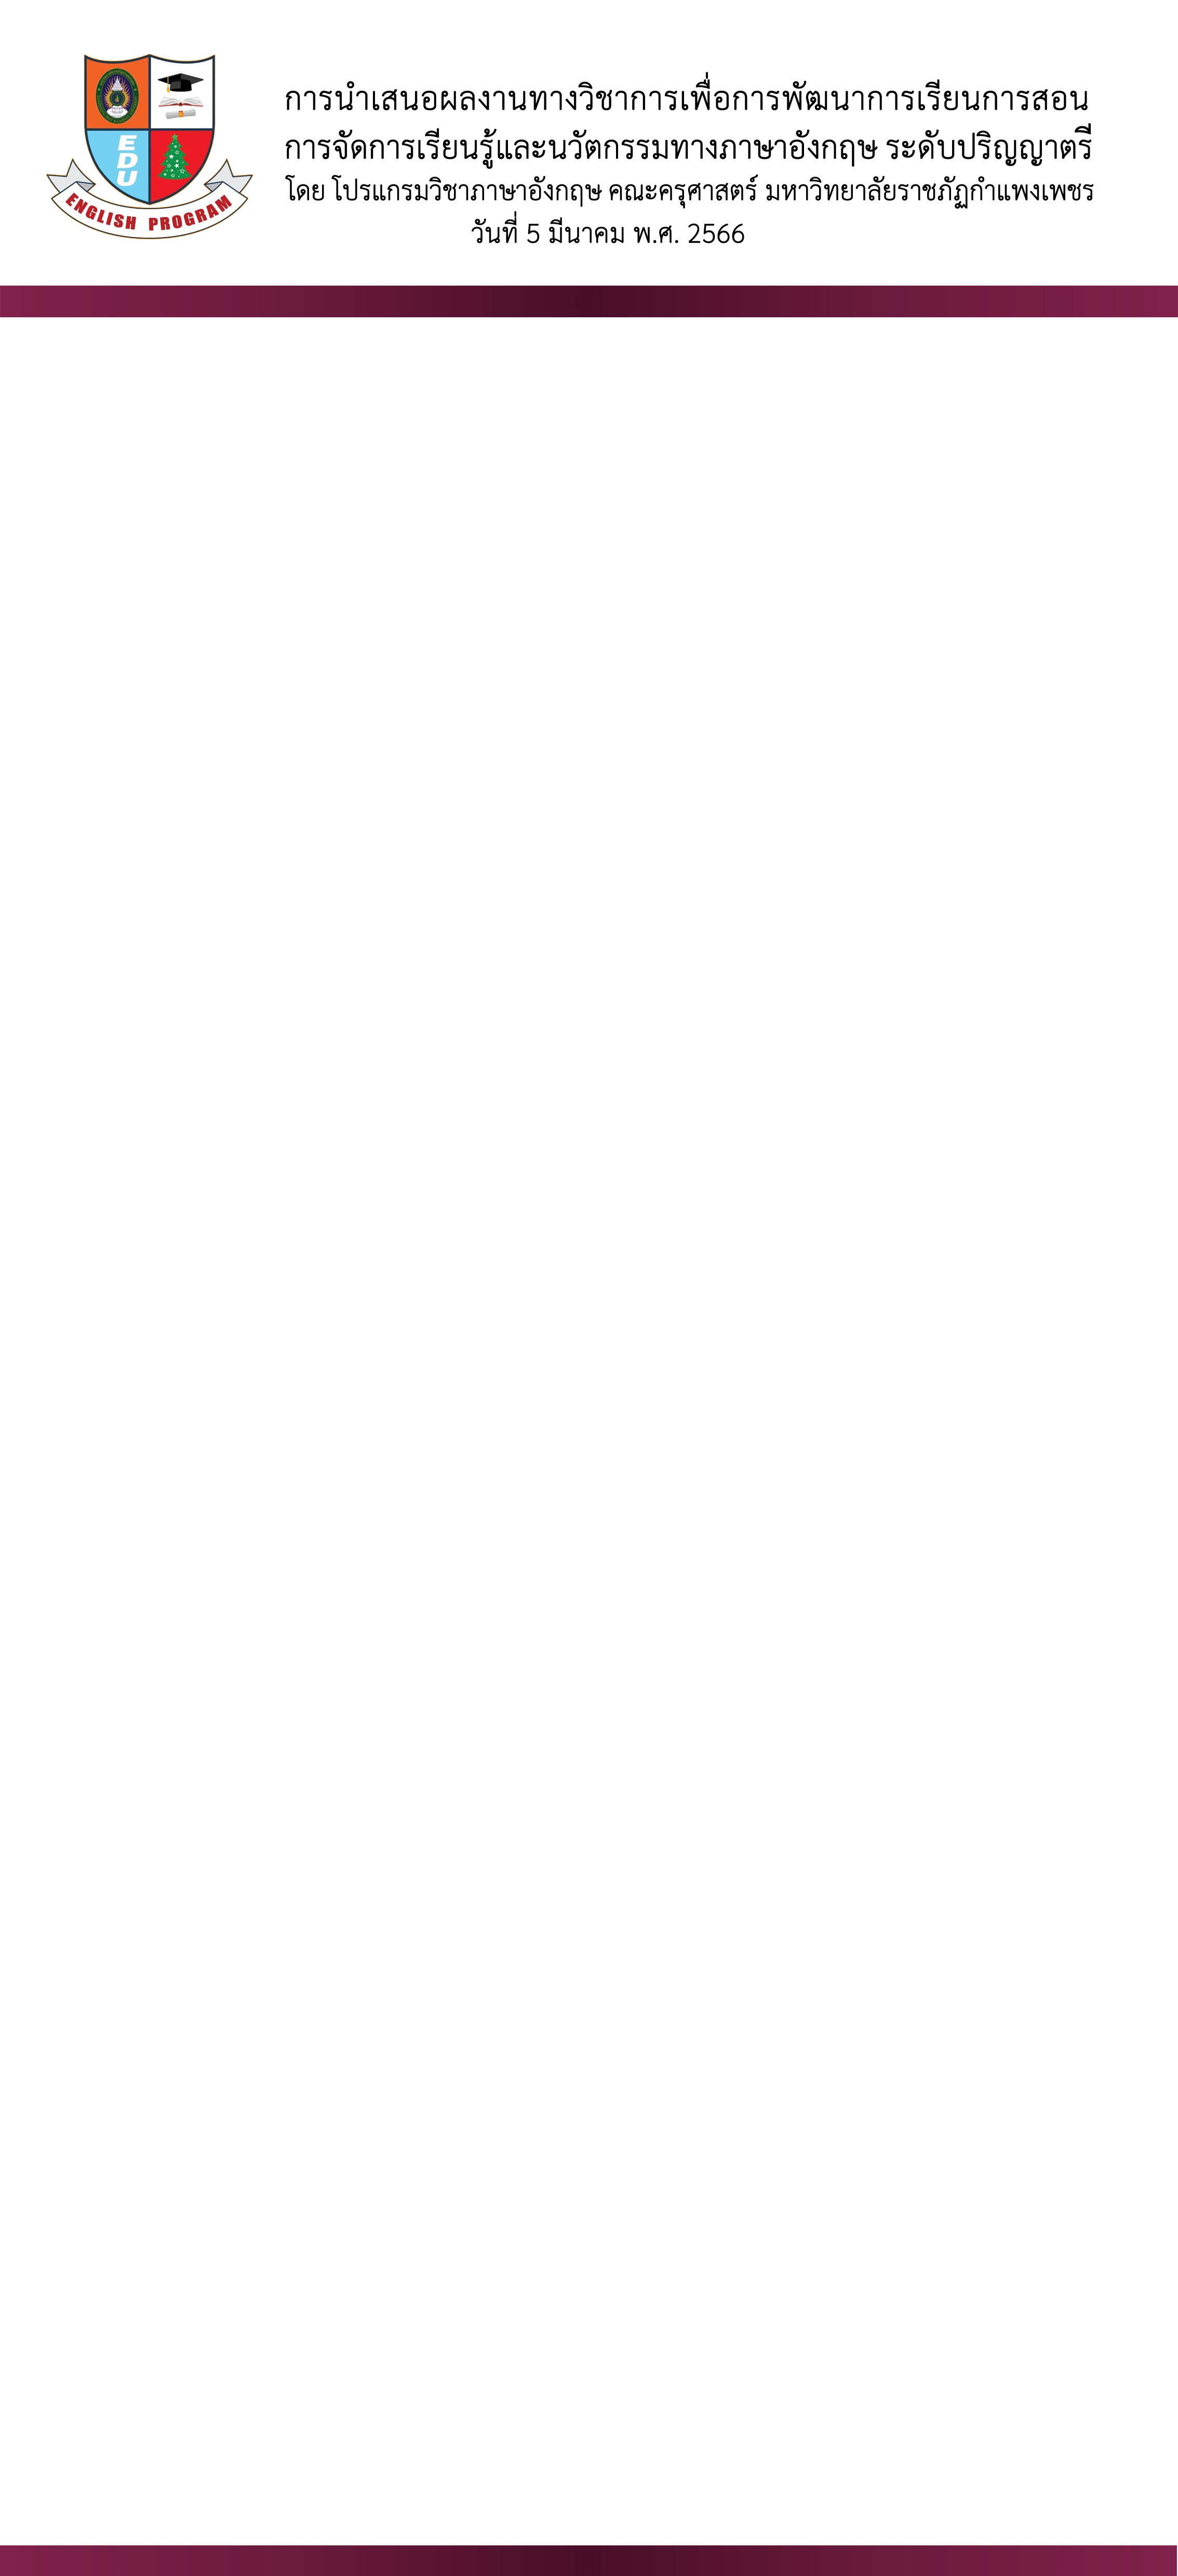 EDU
ENGLISH PROGRAM
การนำเสนอผลงานทางวิชาการเพื่อการพัฒนาการเรียนการสอน
การจัดการเรียนรู้และนวัตกรรมทางภาษาอังกฤษ ระดับปริญญาตรี
โดย โปรแกรมวิชาภาษาอังกฤษ คณะครุศาสตร์ มหาวิทยาลัยราชภัฏกำแพงเพชร
วันที่ 5 มีนาคม พ.ศ. 2566